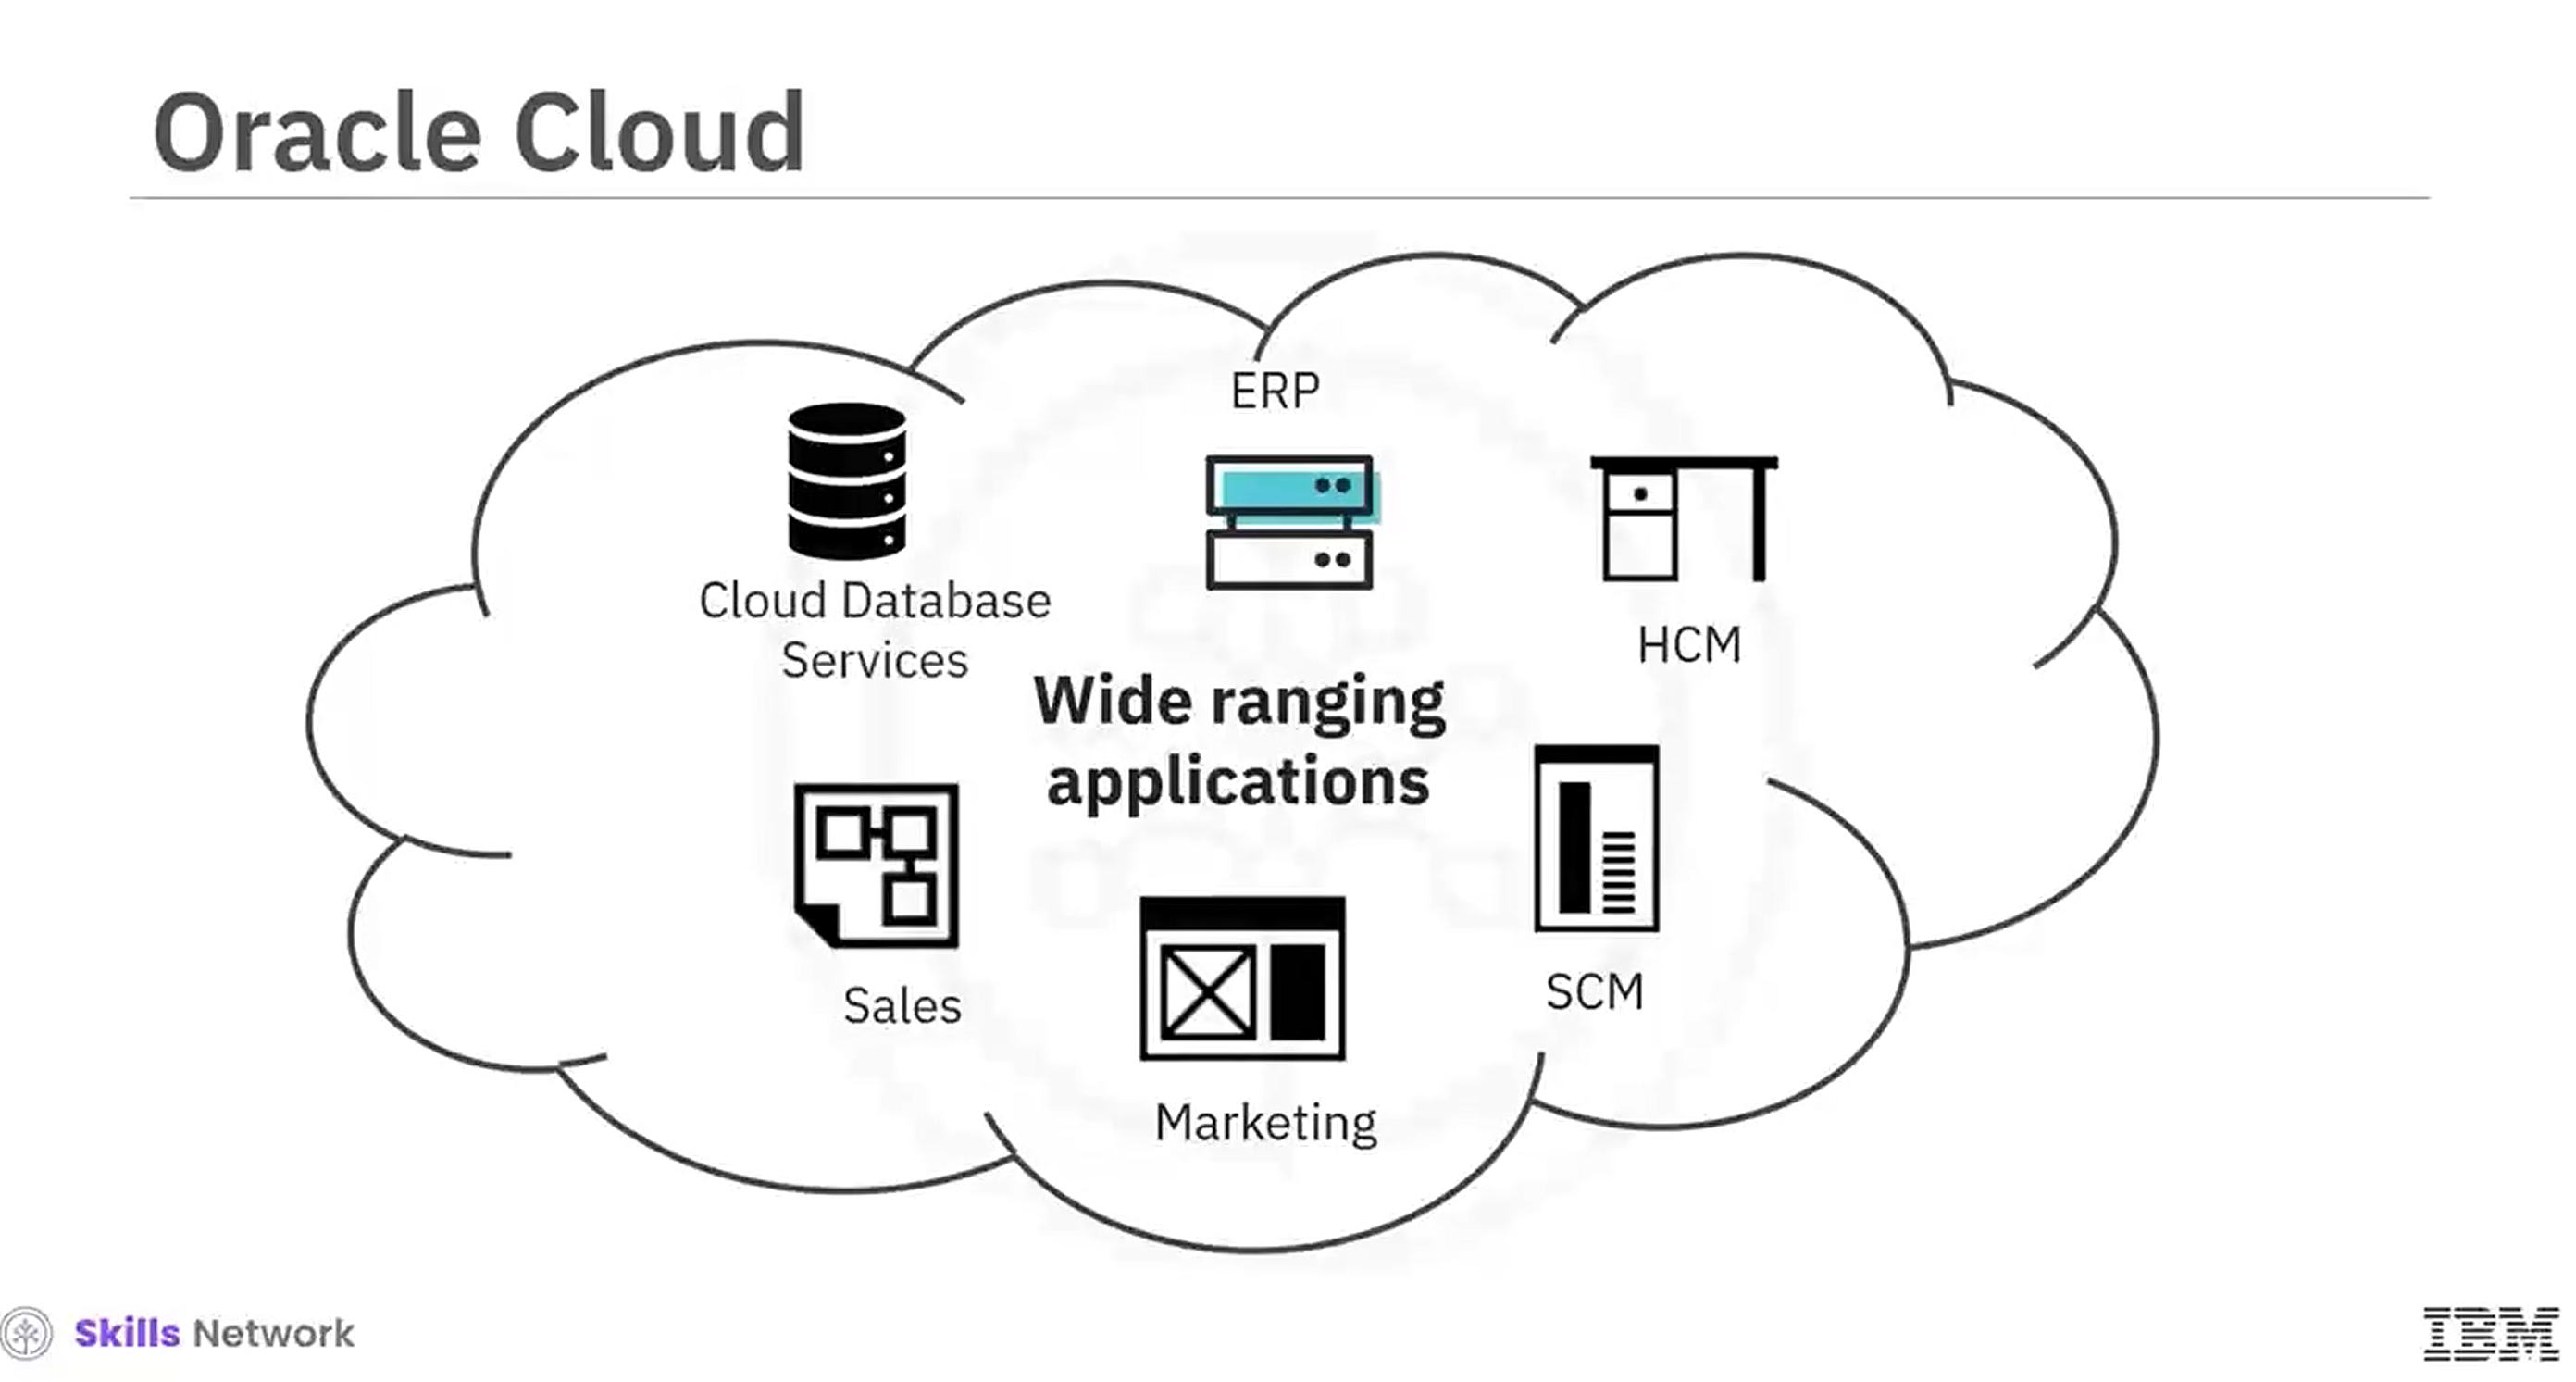 Oracle Cloud
ERP
Cloud Database
Services
HCM
Wide ranging
applications
Sales
SCM
Marketing
Skills Network
IBM